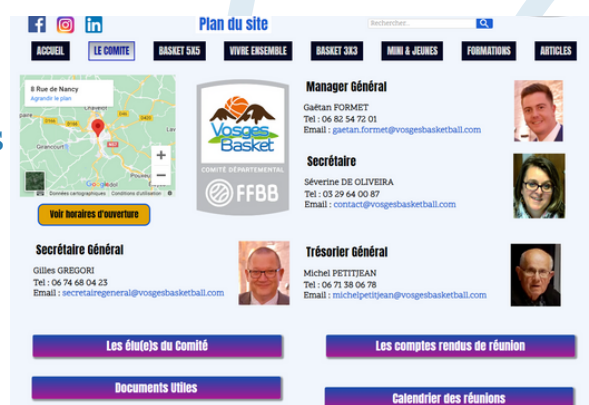 Plan du site
Rechercher...
ACCUEIL
LE COMITÉ
BASKET 5X5
VIVRE ENSEMBLE
BASKET 3X3
MINI & JEUNES
FORMATIONS
ARTICLES
8 Rue de Nancy
Agrandir le plan
Girancourt
Google
Données cartographiques
Conditions d'utilisation
Voir horaires d'ouverture
Vosges
Basket
COMITÉ DÉPARTEMENTAL
FFBB
Manager Général
Gaëtan FORMET
Tel : 06 82 54 72 01
Email : gaetan.formet@vosgesbasketball.com
Secrétaire
Séverine DE OLIVEIRA
Tel : 03 29 64 00 87
Email : contact@vosgesbasketball.com
Secrétaire Général
Gilles GREGORI
Tel : 06 74 68 04 23
Email : secretairegeneral@vosgesbasketball.com
Trésorier Général
Michel PETITJEAN
Tel : 06 71 38 06 78
Email : michelpetitjean@vosgesbasketball.com
Les élu(e)s du Comité
Les comptes rendus de réunion
Documents Utiles
Calendrier des réunions